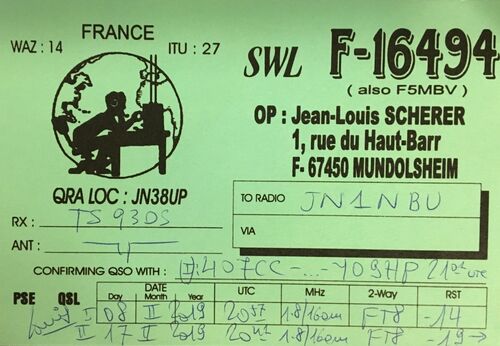 FRANCE
WAZ : 14
ITU : 27
SWL F-16494
( also F5MBV )
OP : Jean-Louis SCHERER
1, rue du Haut-Barr
F- 67450 MUNDOLSHEIM
QRA LOC : JN38UP
TO RADIO JN1NBU
VIA
RX : TS 930S
ANT :
CONFIRMING QSO WITH : I): 407CC -...- YO9HP
PSE QSL
Day DATE Month Year UTC MHz 2-Way RST
I 08 II 2019 1.8/160m FT8 -14
II 17 II 2019 1.8/160m FT8 -19 →